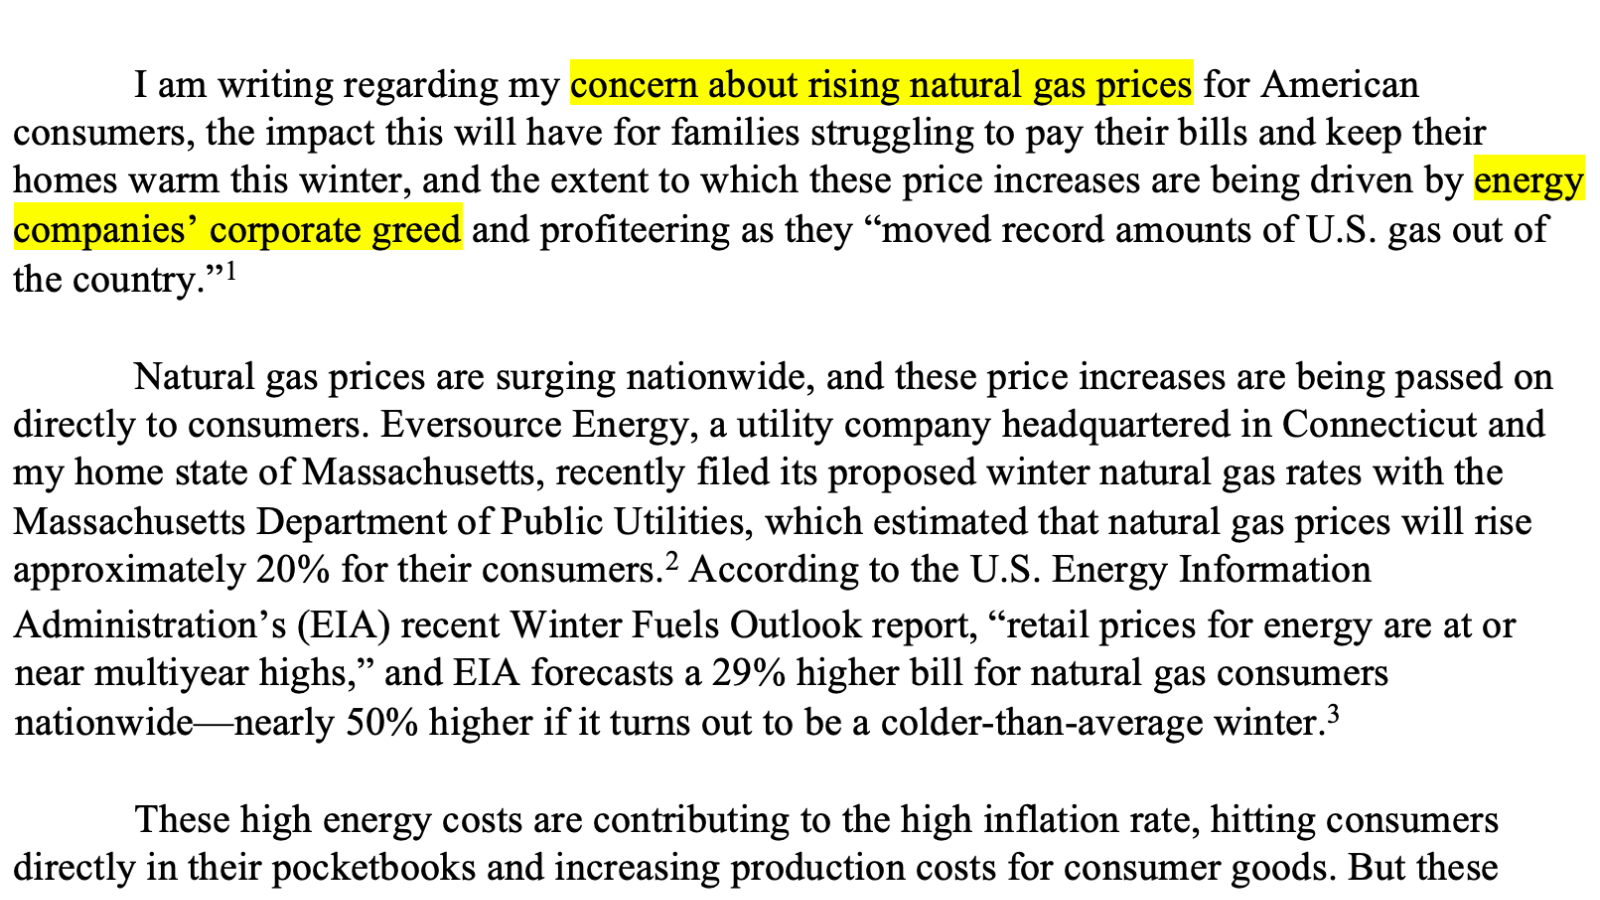 I am writing regarding my concern about rising natural gas prices for American
consumers, the impact this will have for families struggling to pay their bills and keep their
homes warm this winter, and the extent to which these price increases are being driven by energy
companies’ corporate greed and profiteering as they “moved record amounts of U.S. gas out of
the country.”1
Natural gas prices are surging nationwide, and these price increases are being passed on
directly to consumers. Eversource Energy, a utility company headquartered in Connecticut and
my home state of Massachusetts, recently filed its proposed winter natural gas rates with the
Massachusetts Department of Public Utilities, which estimated that natural gas prices will rise
approximately 20% for their consumers.2 According to the U.S. Energy Information
Administration’s (EIA) recent Winter Fuels Outlook report, “retail prices for energy are at or
near multiyear highs,” and EIA forecasts a 29% higher bill for natural gas consumers
nationwide—nearly 50% higher if it turns out to be a colder-than-average winter.3
These high energy costs are contributing to the high inflation rate, hitting consumers
directly in their pocketbooks and increasing production costs for consumer goods. But these